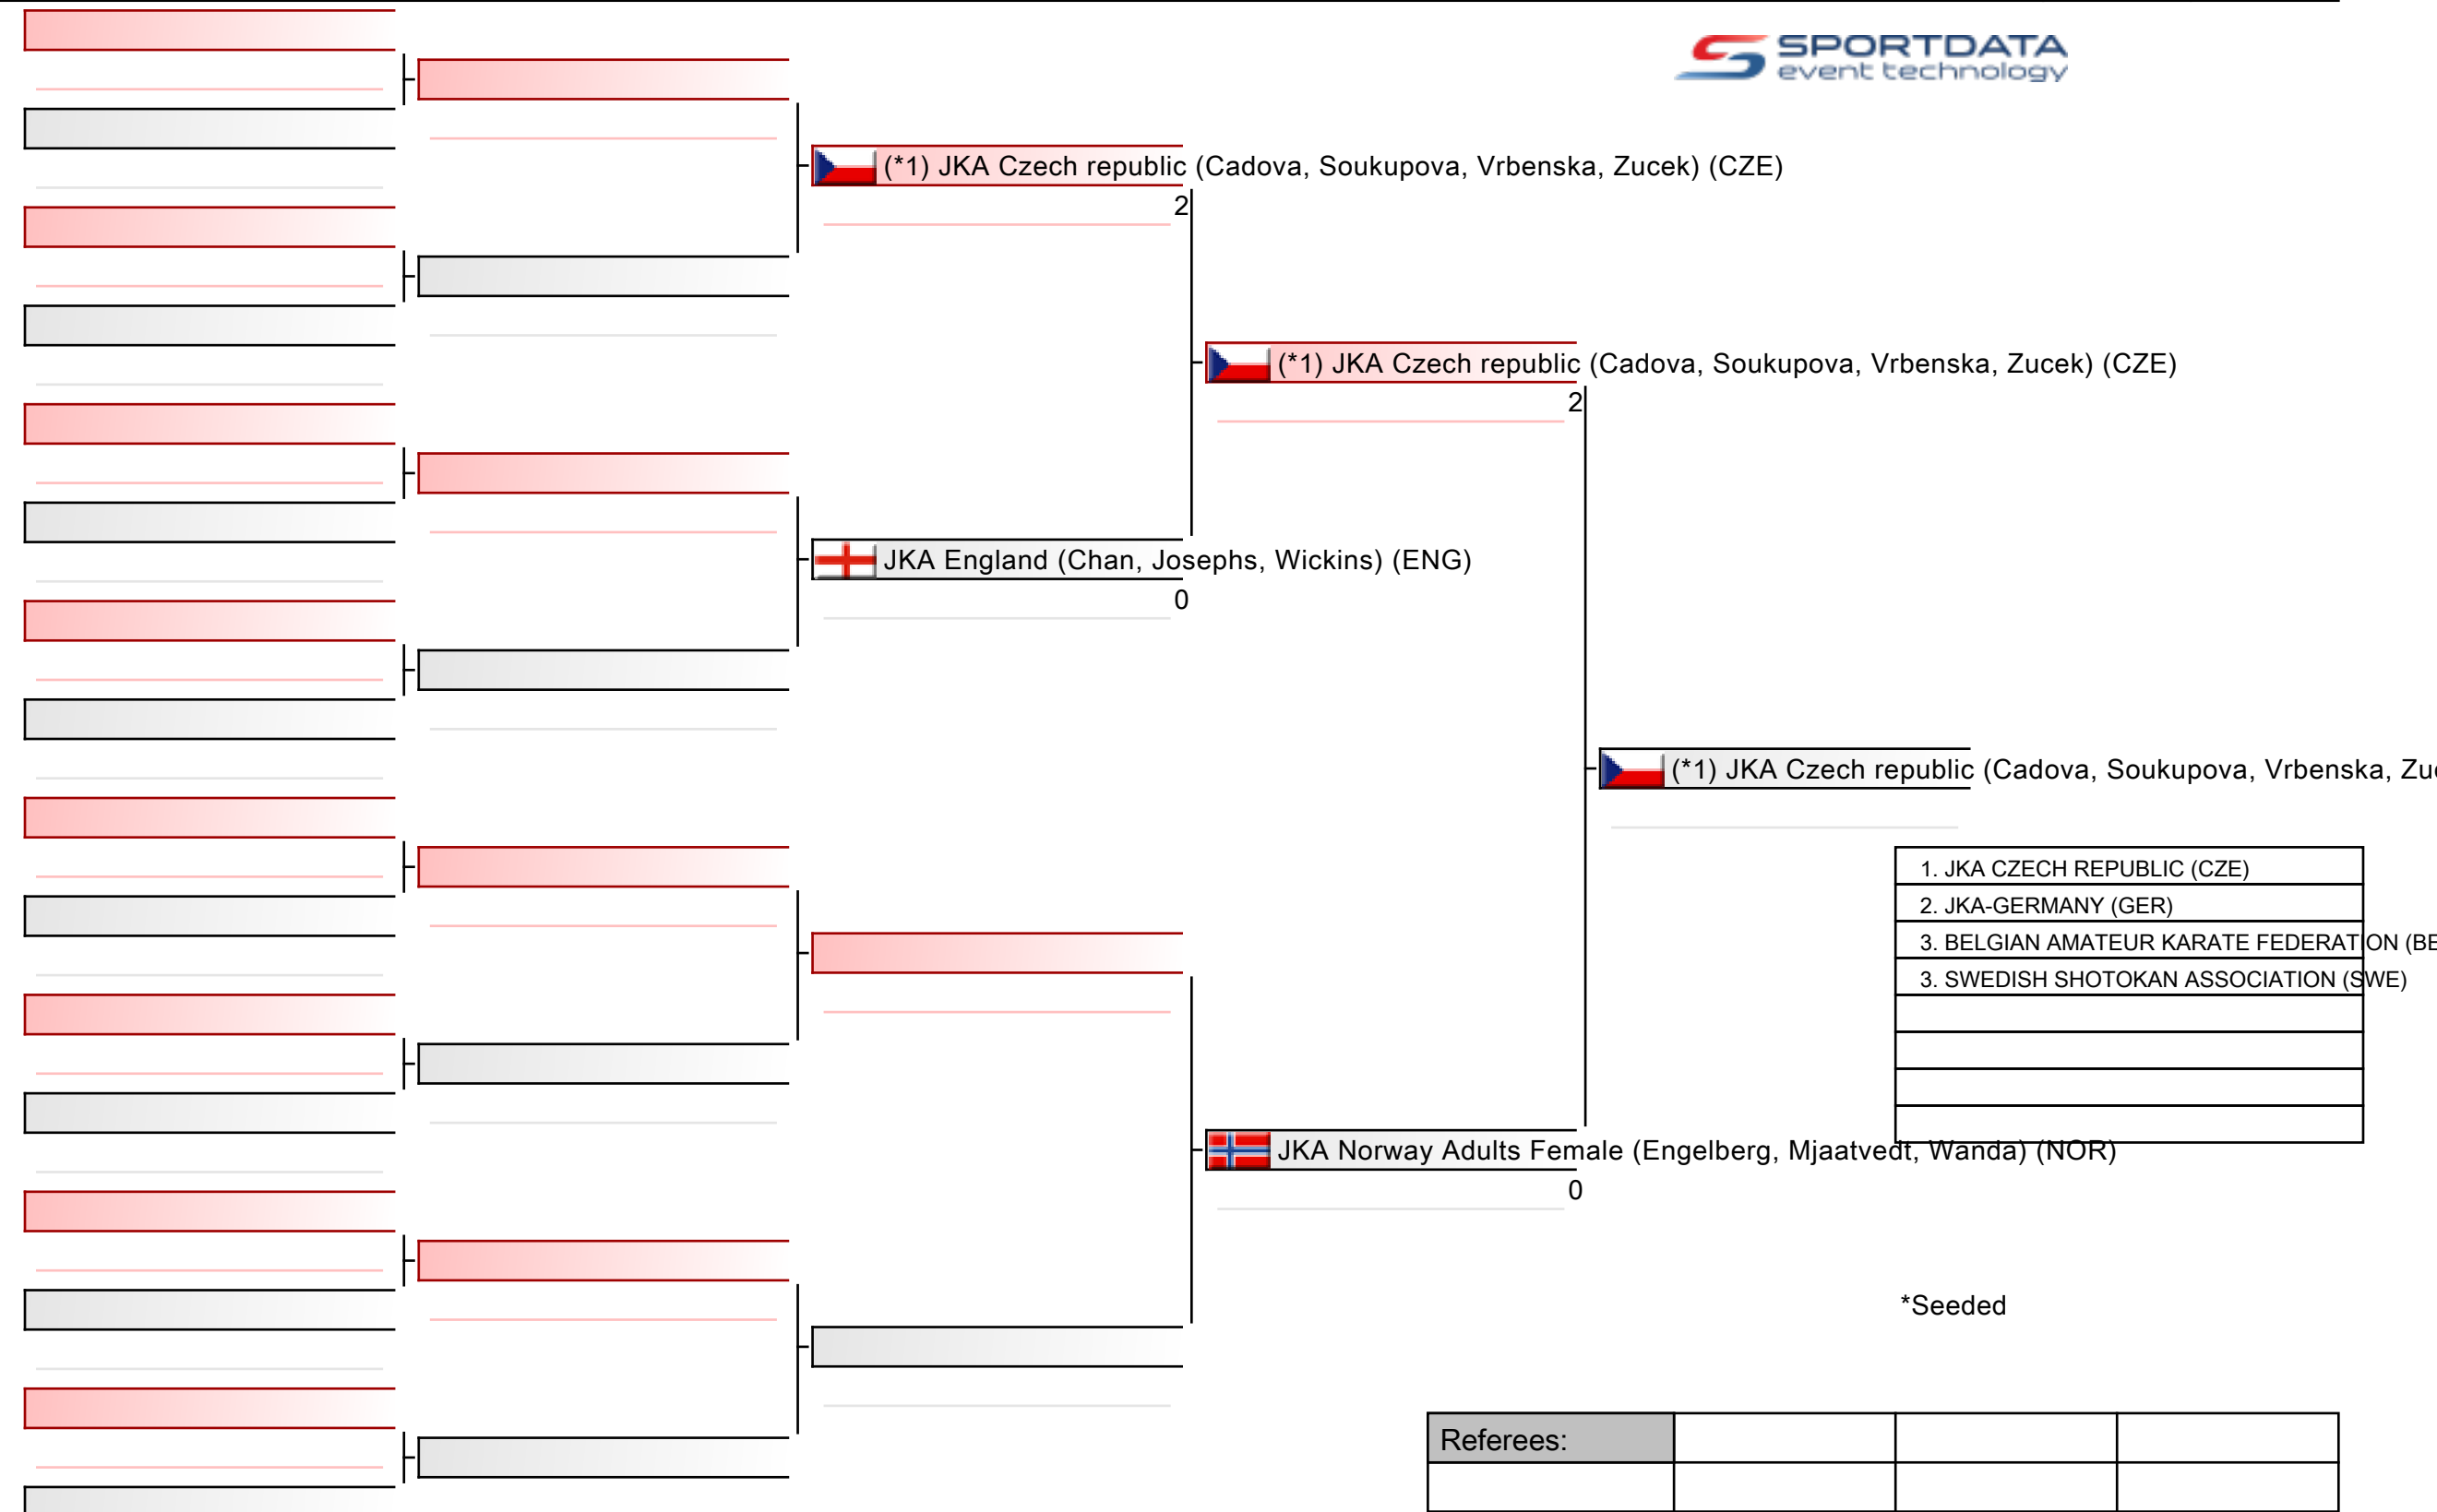 SPORTDATA
event technology
(*1) JKA Czech republic (Cadova, Soukupova, Vrbenska, Zucek) (CZE)
2
(*1) JKA Czech republic (Cadova, Soukupova, Vrbenska, Zucek) (CZE)
2
JKA England (Chan, Josephs, Wickins) (ENG)
0
(*1) JKA Czech republic (Cadova, Soukupova, Vrbenska,
1. JKA CZECH REPUBLIC (CZE)
2. JKA-GERMANY (GER)
3. BELGIAN AMATEUR KARATE FEDERATION
3. SWEDISH SHOTOKAN ASSOCIATION (SWE)
JKA Norway Adults Female (Engelberg, Mjaatvedt, Wanda) (NOR)
0
*Seeded
Referees: